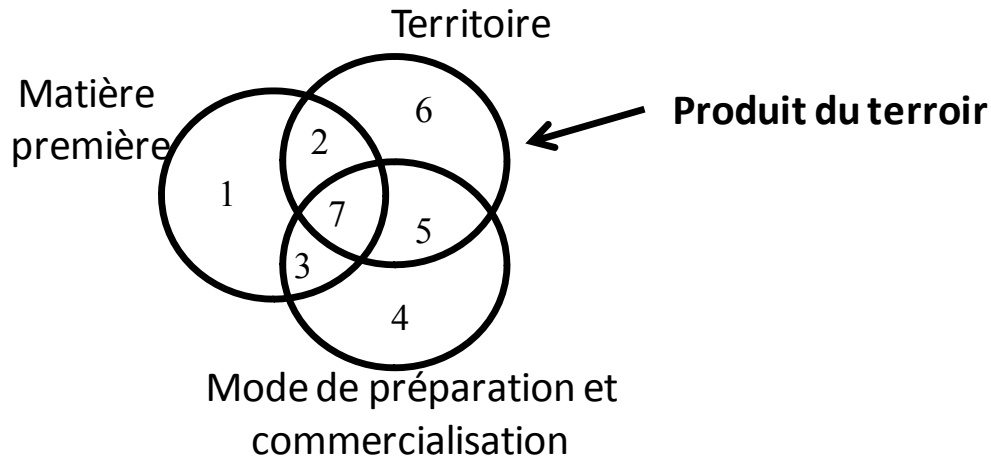 Territoire
Matière
première
6
Produit du terroir
2
1
7
5
3
4
Mode de préparation et
commercialisation